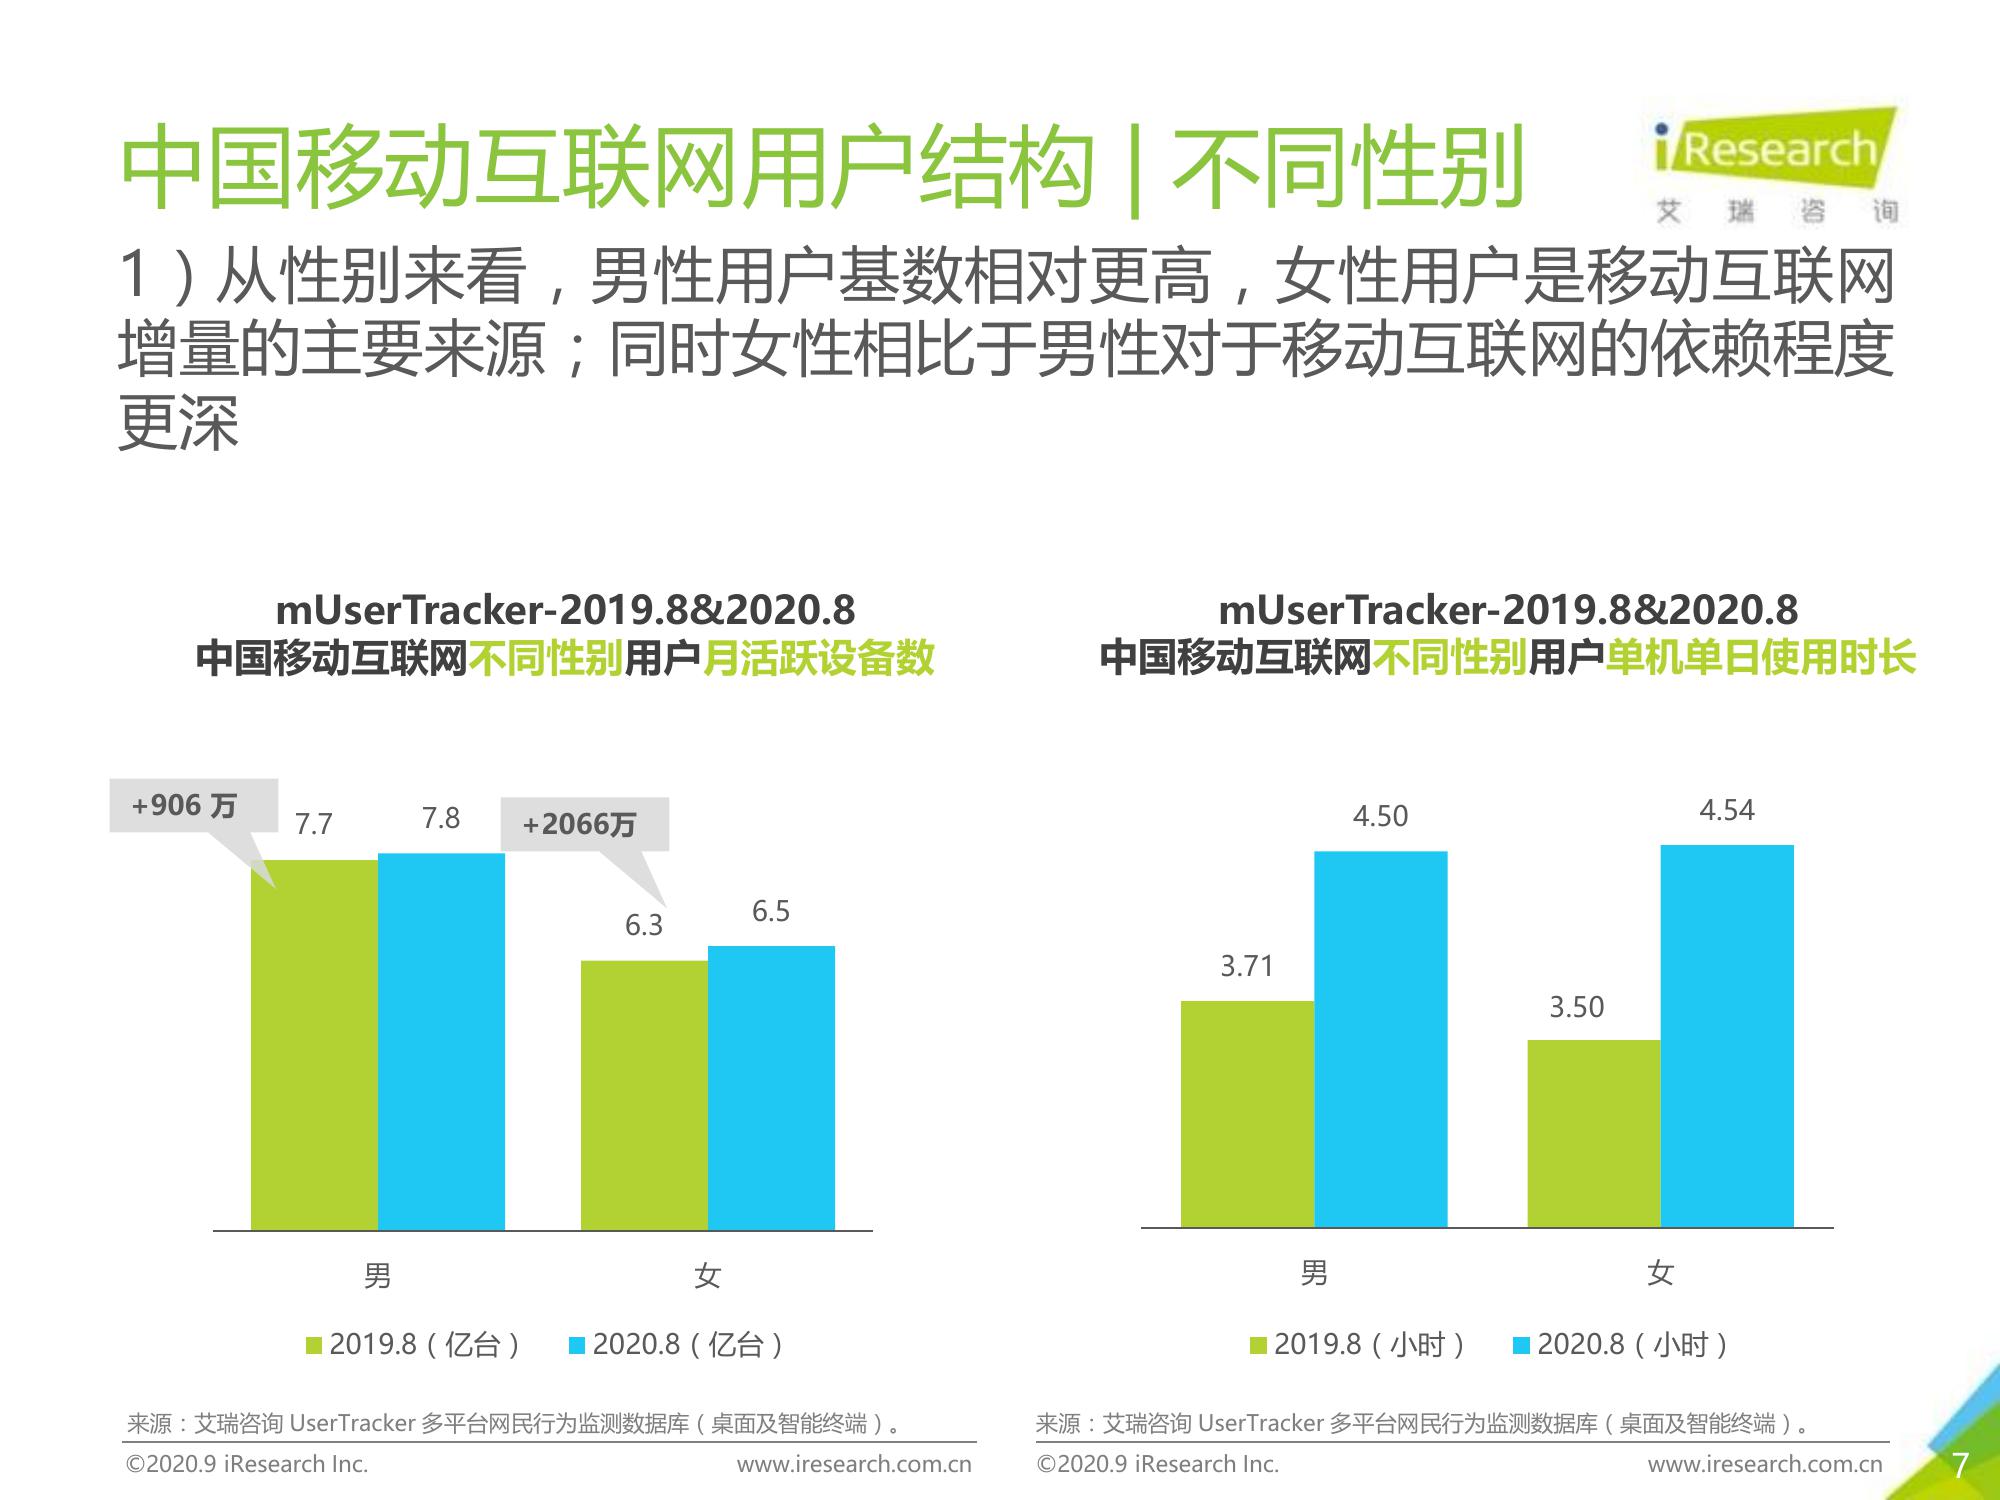 中国移动互联网用户结构 | 不同性别
iResearch
艾瑞咨询
1）从性别来看，男性用户基数相对更高，女性用户是移动互联网
增量的主要来源；同时女性相比于男性对于移动互联网的依赖程度
更深
mUserTracker-2019.8&2020.8
中国移动互联网不同性别用户月活跃设备数
+906 万
7.7
7.8
+2066万
6.3
6.5
男
女
2019.8（亿台）
2020.8（亿台）
mUserTracker-2019.8&2020.8
中国移动互联网不同性别用户单机单日使用时长
3.71
4.50
3.50
4.54
男
女
2019.8（小时）
2020.8（小时）
来源：艾瑞咨询 UserTracker 多平台网民行为监测数据库（桌面及智能终端）。
©2020.9 iResearch Inc.
www.iresearch.com.cn
来源：艾瑞咨询 UserTracker 多平台网民行为监测数据库（桌面及智能终端）。
©2020.9 iResearch Inc.
www.iresearch.com.cn
7